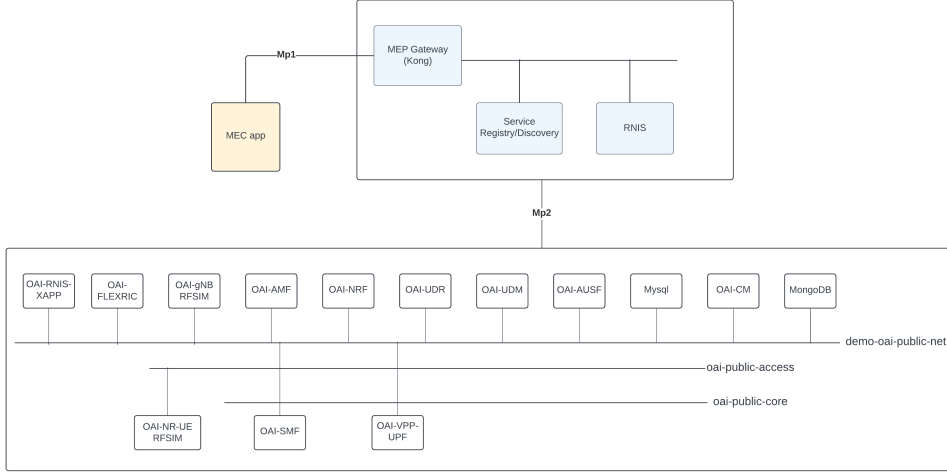 MEP Gateway
(Kong)
Mp1
MEC app
Service
Registry/Discovery
RNIS
Mp2
OAI-RNIS-
XAPP
OAI-
FLEXRIC
OAI-gNB
RFSIM
OAI-AMF
OAI-NRF
OAI-UDR
OAI-UDM
OAI-AUSF
Mysql
OAI-CM
MongoDB
demo-oai-public-net
oai-public-access
oai-public-core
OAI-NR-UE
RFSIM
OAI-SMF
OAI-VPP-
UPF